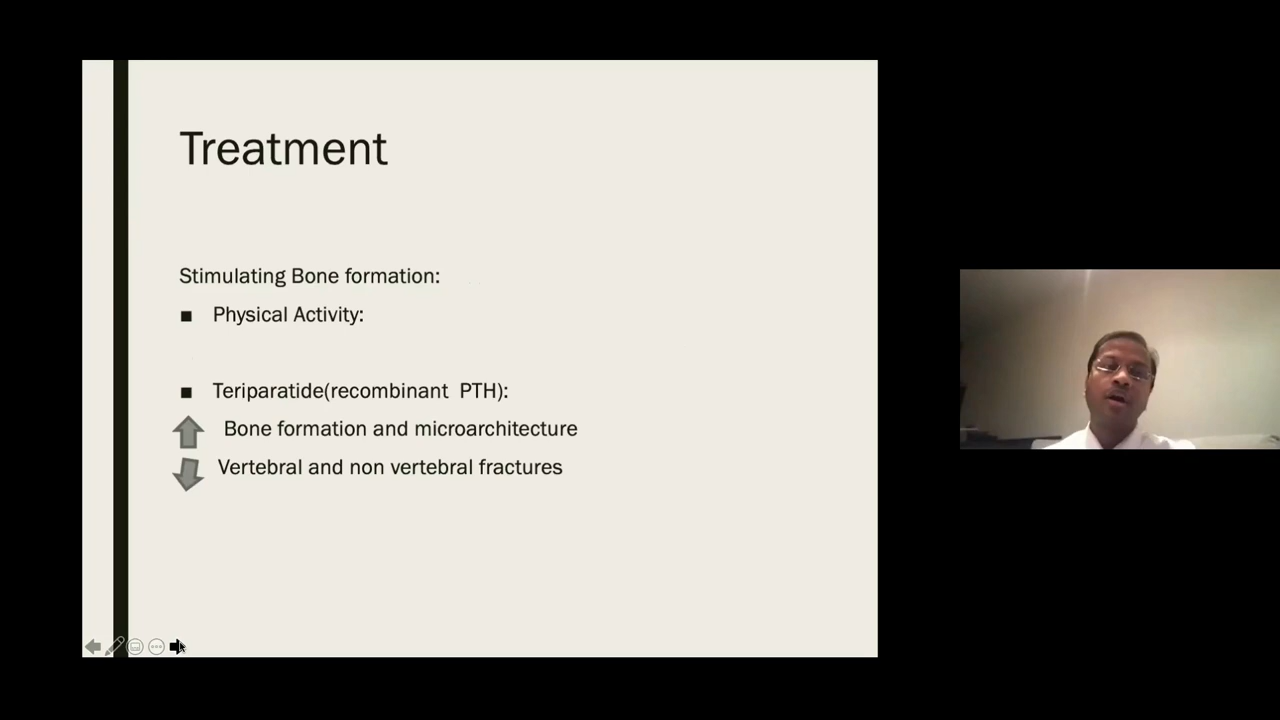 Treatment
Stimulating Bone formation:
Physical Activity:
Teriparatide(recombinant PTH):
Bone formation and microarchitecture
Vertebral and non vertebral fractures